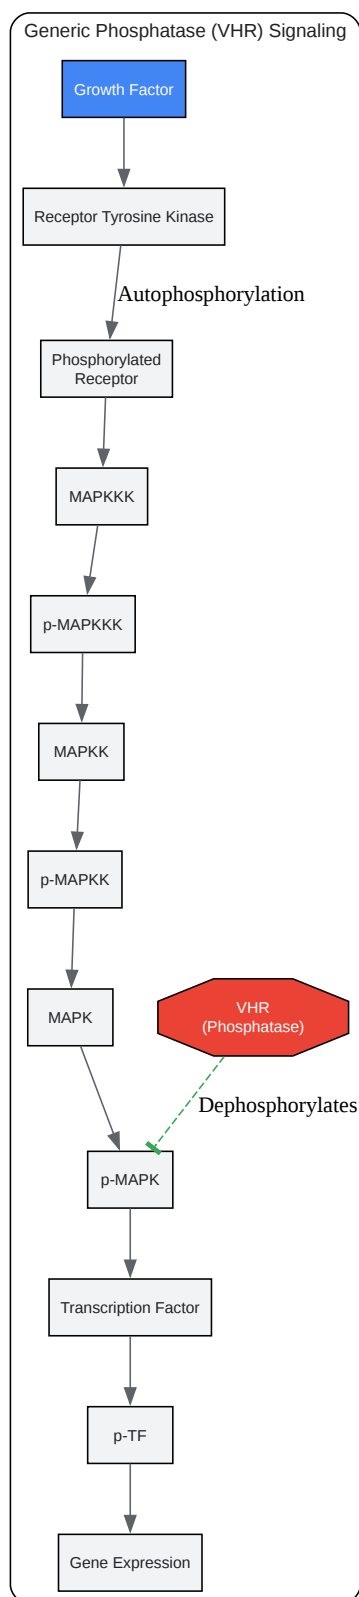 Generic Phosphatase (VHR) Signaling
Growth Factor
Receptor Tyrosine Kinase
Autophosphorylation
Phosphorylated
Receptor
MAPKKK
p-MAPKKK
MAPKK
p-MAPKK
MAPK
VHR
(Phosphatase)
Dephosphorylates
p-MAPK
Transcription Factor
p-TF
Gene Expression